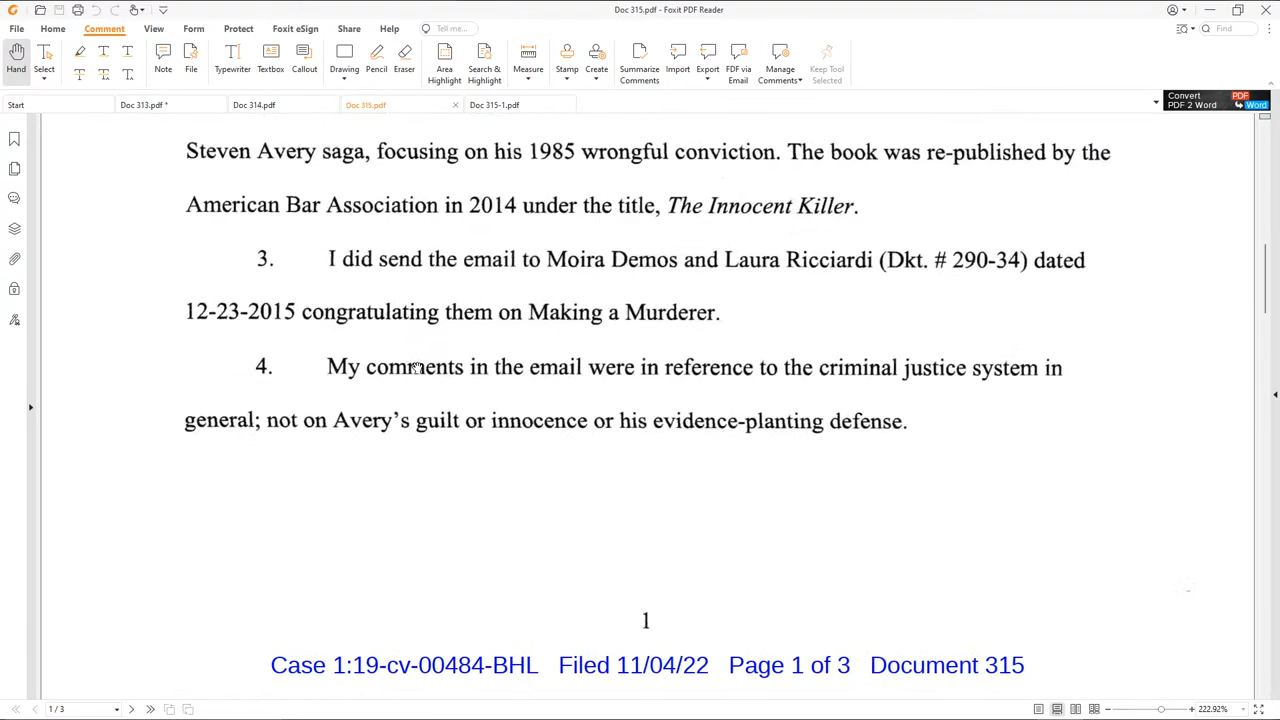 Doc 315.pdf - Foxit PDF Reader
File Home Comment View Form Protect Foxit eSign Share Help Tell me... Find
Hand Select Note File Typewriter Textbox Callout Drawing Pencil Eraser Area Highlight Search & Highlight Measure Stamp Create Summarize Comments Import Export PDF via Email Manage Comments Keep Tool Selected
Start Doc 313.pdf * Doc 314.pdf Doc 315.pdf Doc 315-1.pdf
Convert PDF
PDF 2 Word Word
Steven Avery saga, focusing on his 1985 wrongful conviction. The book was re-published by the
American Bar Association in 2014 under the title, The Innocent Killer.
3. I did send the email to Moira Demos and Laura Ricciardi (Dkt. # 290-34) dated
12-23-2015 congratulating them on Making a Murderer.
4. My comments in the email were in reference to the criminal justice system in
general; not on Avery's guilt or innocence or his evidence-planting defense.
1
Case 1:19-cv-00484-BHL Filed 11/04/22 Page 1 of 3 Document 315
1 / 3 222.92%